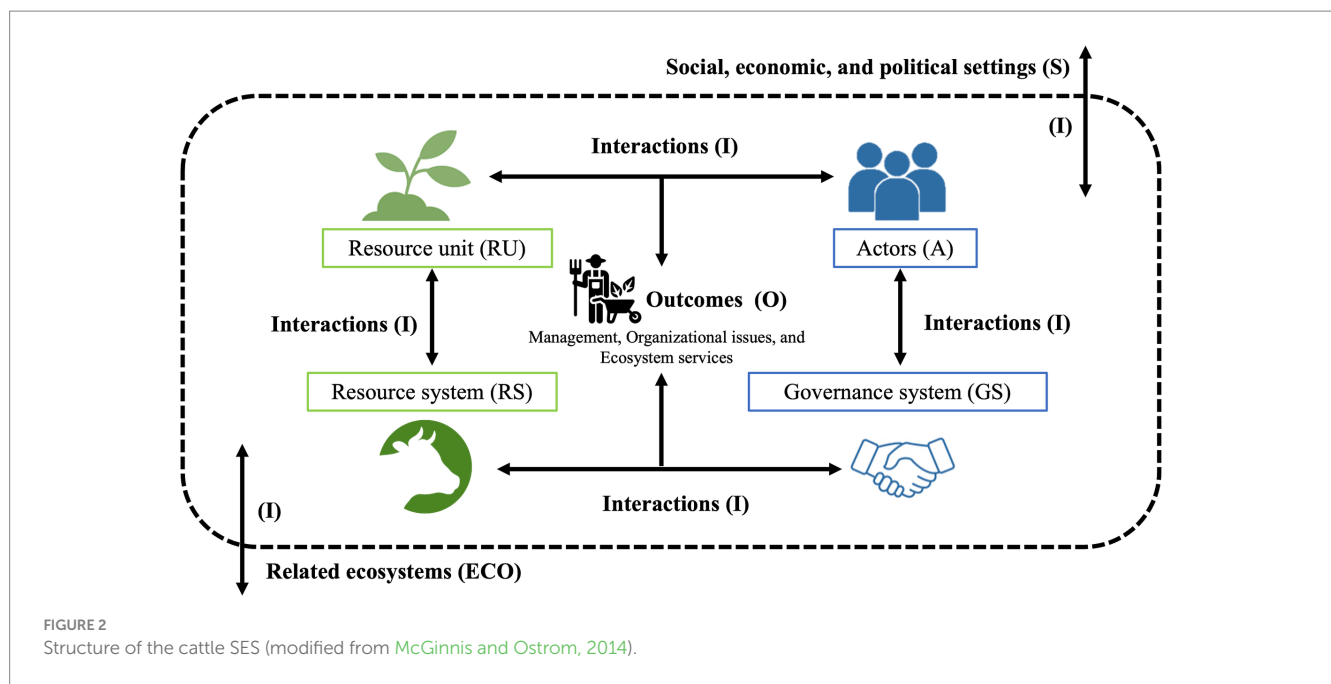 Social, economic, and political settings (S)
(I)
Interactions (I)
Resource unit (RU)
Actors (A)
Interactions (I)
Outcomes (O)
Interactions (I)
Management, Organizational issues, and
Ecosystem services
Resource system (RS)
Governance system (GS)
Interactions (I)
(I)
Related ecosystems (ECO)
FIGURE 2
Structure of the cattle SES (modified from McGinnis and Ostrom, 2014).